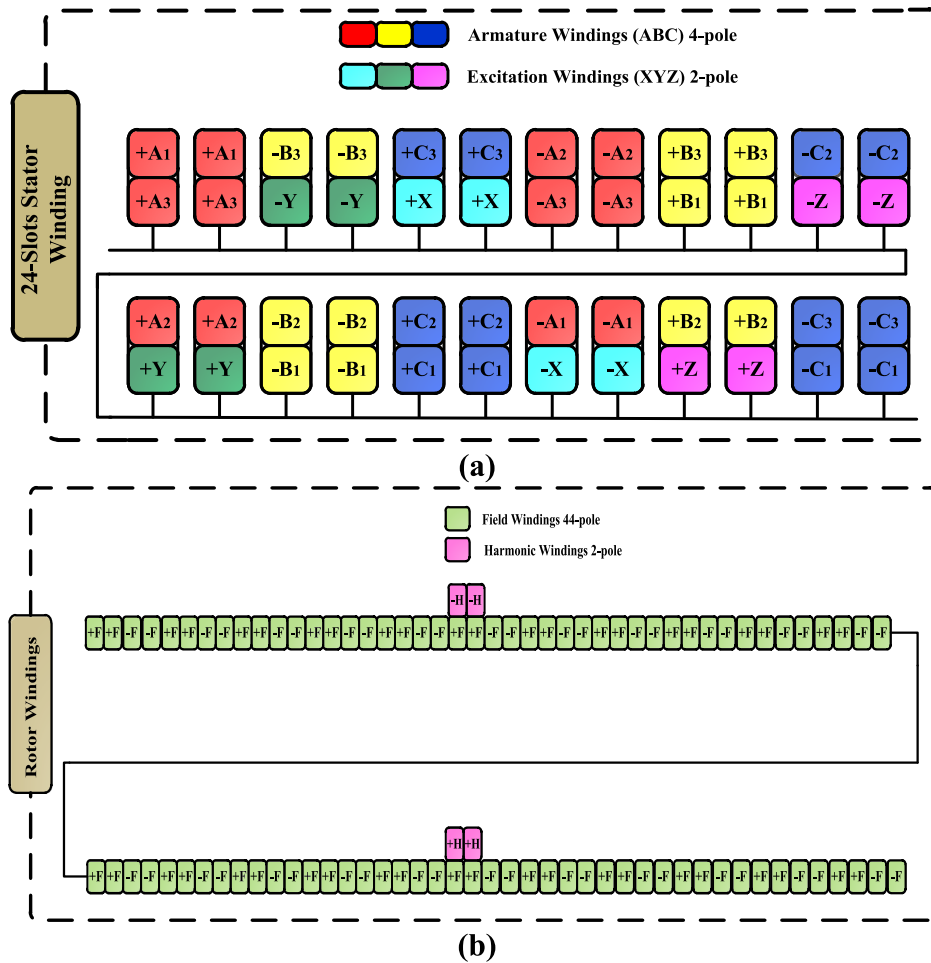 Armature Windings (ABC) 4-pole
Excitation Windings (XYZ) 2-pole
24-Slots Stator
Winding
+A1 +A1 -B3 -B3 +C3 +C3 -A2 -A2 +B3 +B3 -C2 -C2
+A3 +A3 -Y -Y +X +X -A3 -A3 +B1 +B1 -Z -Z
+A2 +A2 -B2 -B2 +C2 +C2 -A1 -A1 +B2 +B2 -C3 -C3
+Y +Y -B1 -B1 +C1 +C1 -X -X +Z +Z -C1 -C1
(a)
Field Windings 44-pole
Harmonic Windings 2-pole
Rotor Windings
-H -H
+F +F -F -F +F +F -F -F +F +F -F -F +F +F -F -F +F +F -F -F +F +F -F -F +F +F -F -F +F +F -F -F +F +F -F -F +F +F -F -F +F +F -F -F
+H +H
+F +F -F -F +F +F -F -F +F +F -F -F +F +F -F -F +F +F -F -F +F +F -F -F +F +F -F -F +F +F -F -F +F +F -F -F +F +F -F -F +F +F -F -F
(b)